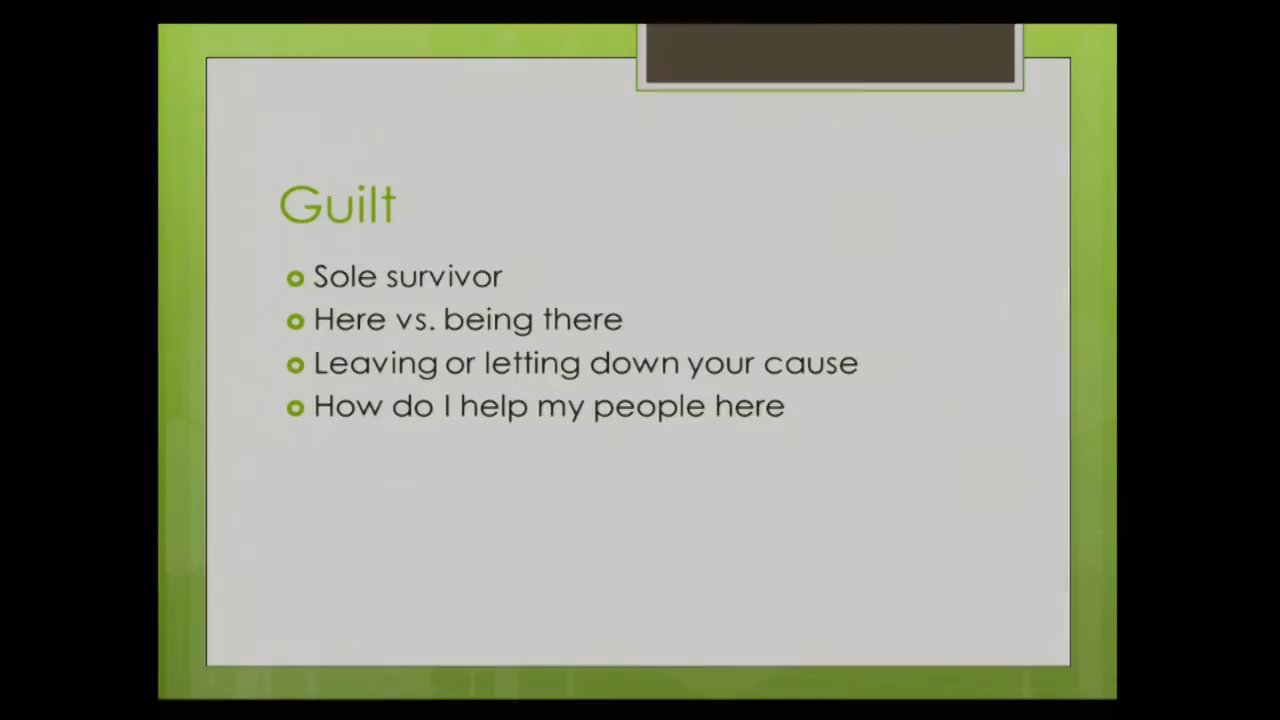 Guilt
Sole survivor
Here vs. being there
Leaving or letting down your cause
How do I help my people here